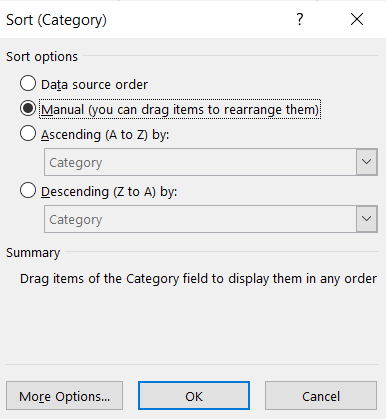 Sort (Category)
Sort options
Data source order
Manual (you can drag items to rearrange them)
Ascending (A to Z) by:
Category
Descending (Z to A) by:
Category
Summary
Drag items of the Category field to display them in any order
More Options... OK Cancel